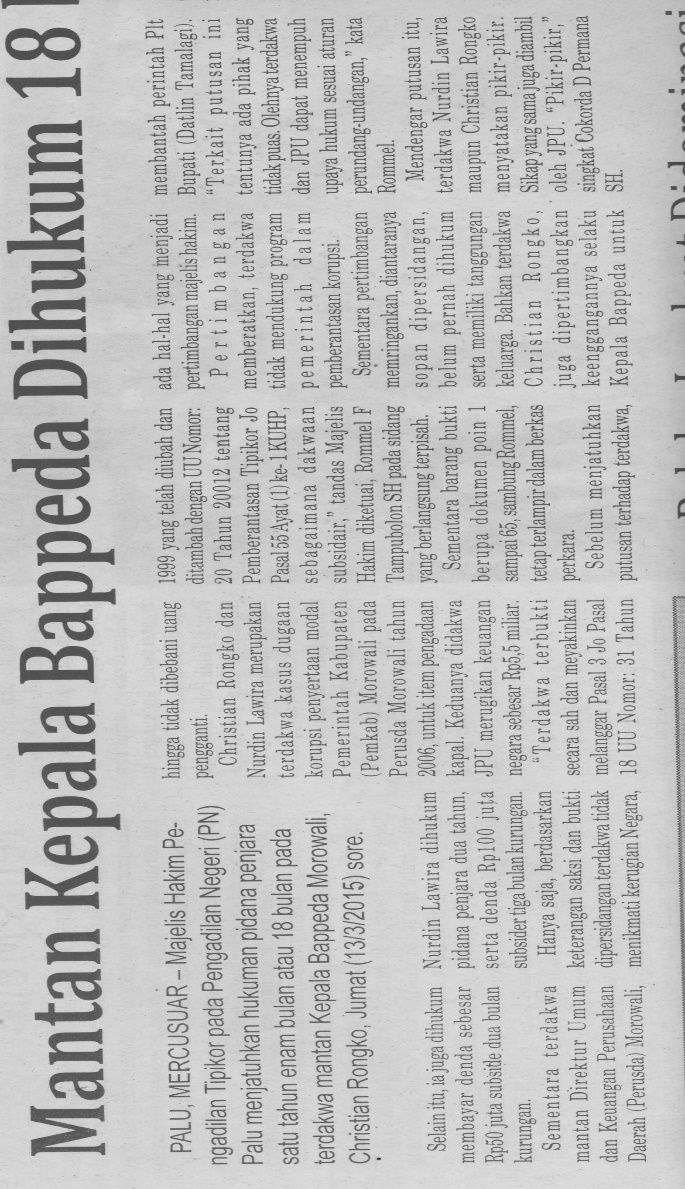 Mantan Kepala Bappeda Dihukum 18
PALU, MERCUSUAR – Majelis Hakim Pe-
ngadilan Tipikor pada Pengadilan Negeri (PN)
Palu menjatuhkan hukuman pidana penjara
satu tahun enam bulan atau 18 bulan pada
terdakwa mantan Kepala Bappeda Morowali,
Christian Rongko, Jumat (13/3/2015) sore.
Selain itu, ia juga dihukum
membayar denda sebesar
Rp50 juta subside dua bulan
kurungan.
Sementara terdakwa
mantan Direktur Umum
dan Keuangan Perusahaan
Daerah (Perusda) Morowali,
Nurdin Lawira dihukum
pidana penjara dua tahun,
serta denda Rp100 juta
subsider tiga bulan kurungan.
Hanya saja, berdasarkan
keterangan saksi dan bukti
dipersidangan terdakwa tidak
menikmati kerugian Negara,
hingga tidak dibebani uang
pengganti.
Christian Rongko dan
Nurdin Lawira merupakan
terdakwa kasus dugaan
korupsi penyertaan modal
Pemerintah Kabupaten
(Pemkab) Morowali pada
Perusda Morowali tahun
2006, untuk item pengadaan
kapal. Keduanya didakwa
JPU merugikan keuangan
negara sebesar Rp5,5 miliar.
"Terdakwa terbukti
secara sah dan meyakinkan
melanggar Pasal 3 Jo Pasal
18 UU Nomor: 31 Tahun
1999 yang telah diubah dan
ditambah dengan UU Nomor:
20 Tahun 20012 tentang
Pemberantasan Tipikor Jo
Pasal 55 Ayat (1) ke- 1 KUHP,
sebagaimana dakwaan
subsidair," tandas Majelis
Hakim diketuai, Rommel F
Tampubolon SH pada sidang
yang berlangsung terpisah.
Sementara barang bukti
berupa dokumen poin 1
sampai 65, sambung Rommel,
tetap terlampir dalam berkas
perkara.
Sebelum menjatuhkan
putusan terhadap terdakwa,
ada hal-hal yang menjadi
pertimbangan majelis hakim.
Pertimbangan
memberatkan, terdakwa
tidak mendukung program
pemerintah dalam
pemberantasan korupsi.
Sementara pertimbangan
memiringankan, diantaranya
sopan dipersidangan,
belum pernah dihukum
serta memiliki tanggungan
keluarga. Bahkan terdakwa
Christian Rongko,
juga dipertimbangkan
keenggangannya selaku
Kepala Bappeda untuk
membantah perintah Plt
Bupati (Datlin Tamalagi).
"Terkait putusan ini
tentunya ada pihak yang
tidak puas. Olehnya terdakwa
dan JPU dapat menempuh
upaya hukum sesuai aturan
perundang-undangan," kata
Rommel.
Mendengar putusan itu,
terdakwa Nurdin Lawira
maupun Christian Rongko
menyatakan pikir-pikir.
Sikap yang sama juga diambil
oleh JPU. "Pikir-pikir,"
singkat Cokorda D Permana
SH.